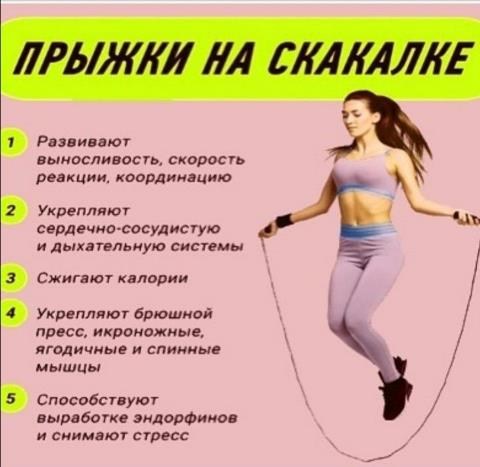 ПРЫЖКИ НА СКАКАЛКЕ
1 Развивают
выносливость, скорость
реакции, координацию
2 Укрепляют
сердечно-сосудистую
и дыхательную системы
3 Сжигают калории
4 Укрепляют брюшной
пресс, икроножные,
ягодичные и спинные
мышцы
5 Способствуют
выработке эндорфинов
и снимают стресс